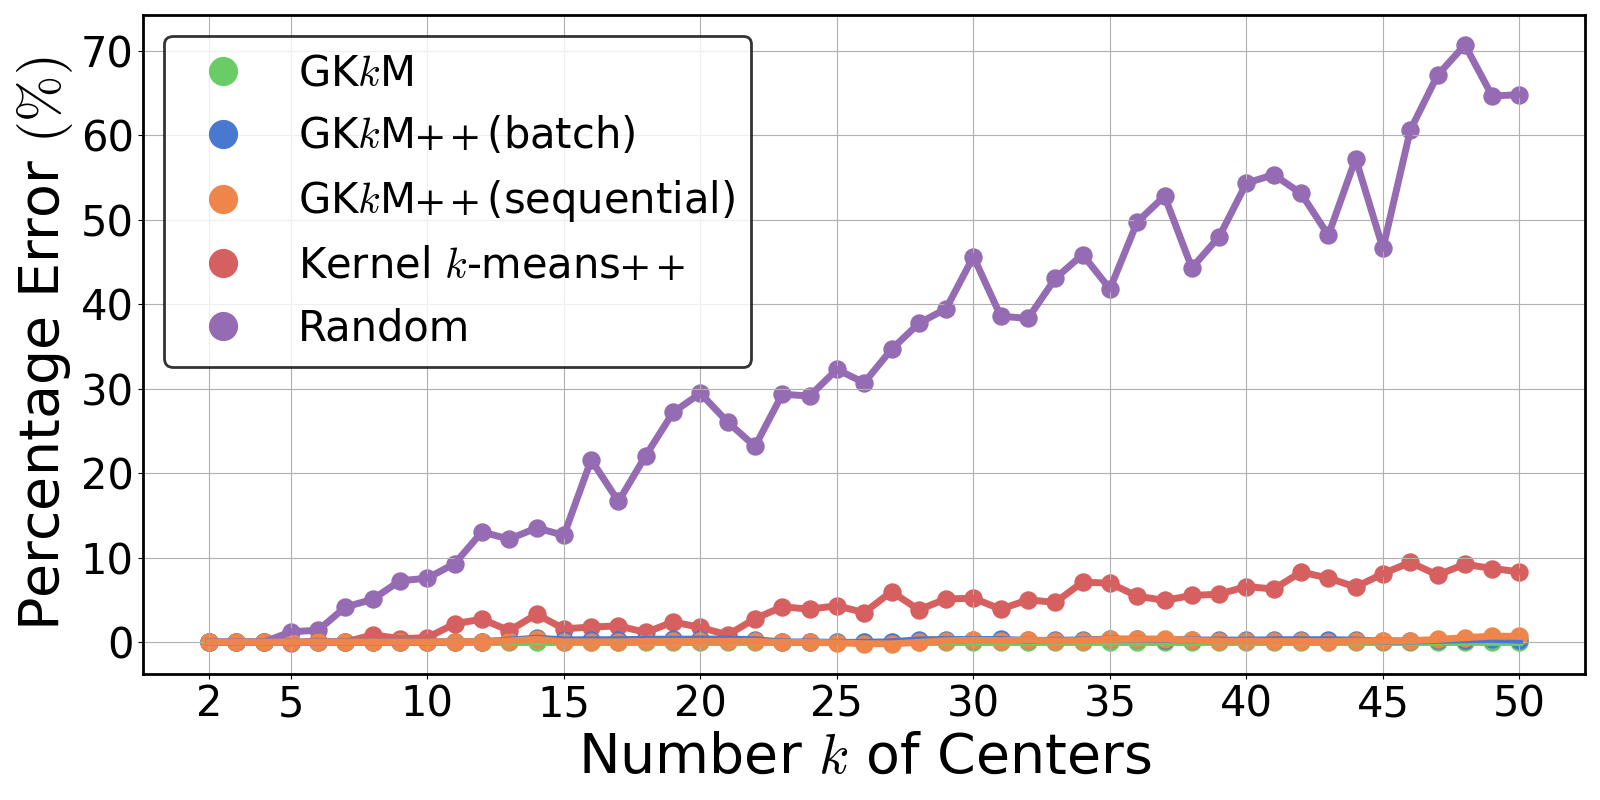 Percentage Error (%)
70
60
50
40
30
20
10
0
GKkM
GKkM++(batch)
GKkM++(sequential)
Kernel k-means++
Random
2 5 10 15 20 25 30 35 40 45 50
Number k of Centers